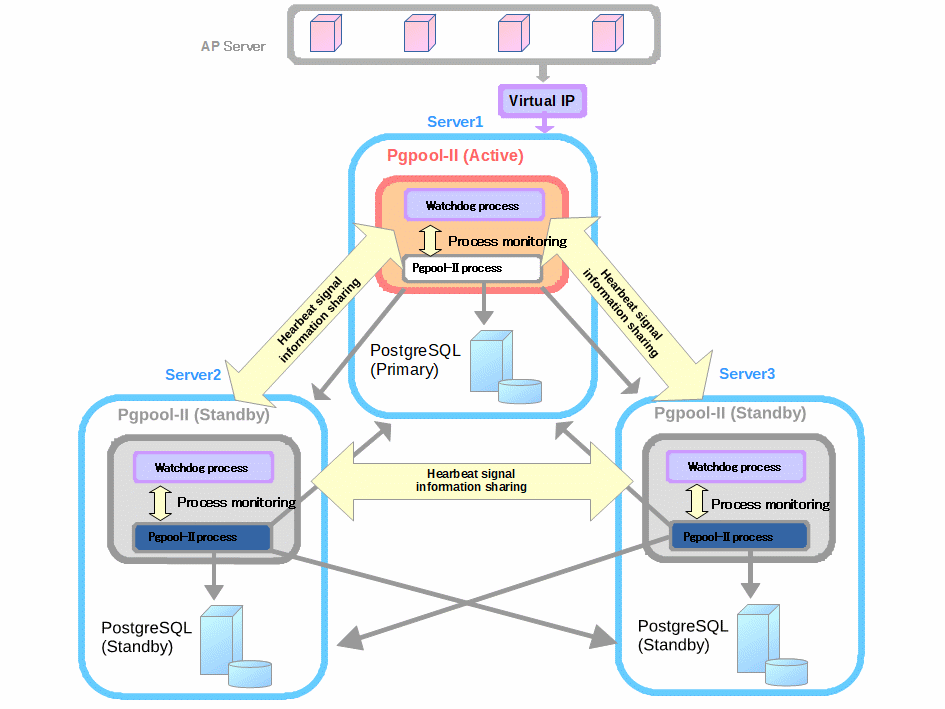 AP Server
Virtual IP
Server1
Pgpool-II (Active)
Watchdog process
Process monitoring
Pgpool-II process
Hearbeat signal
information sharing
Hearbeat signal
information sharing
PostgreSQL
(Primary)
Server2
Server3
Pgpool-II (Standby)
Watchdog process
Process monitoring
Pgpool-II process
PostgreSQL
(Standby)
Hearbeat signal
information sharing
Pgpool-II (Standby)
Watchdog process
Process monitoring
Pgpool-II process
PostgreSQL
(Standby)